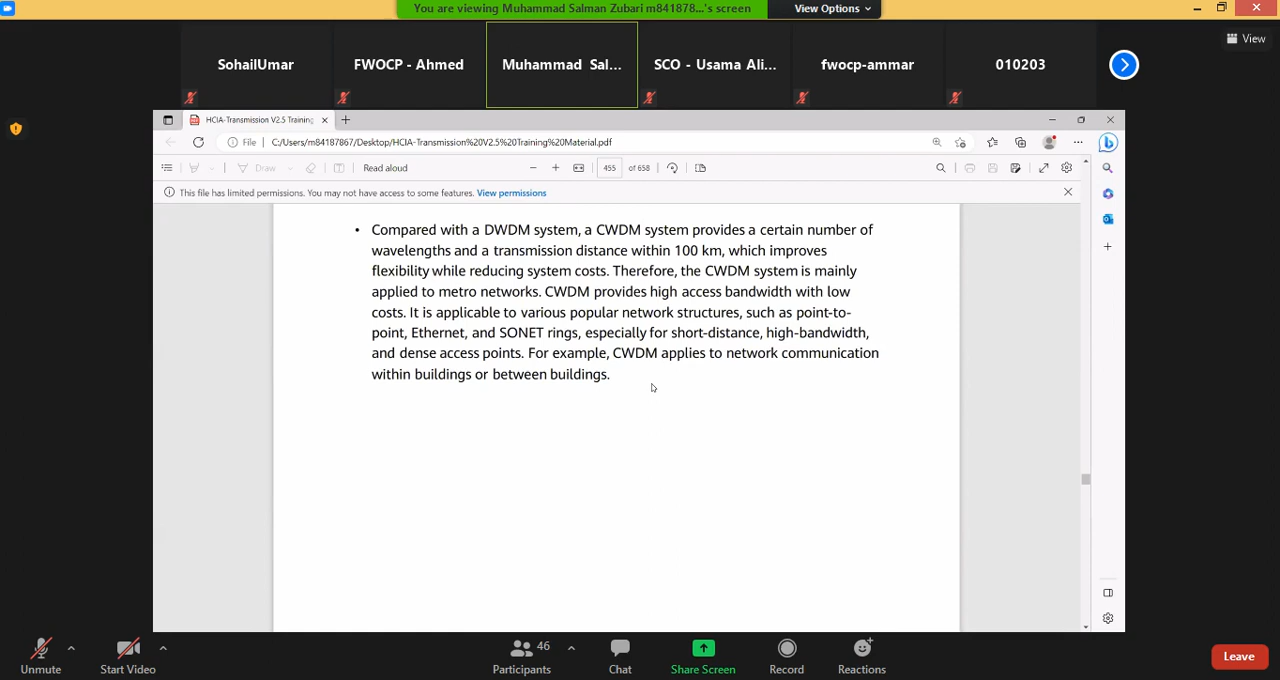 You are viewing Muhammad Salman Zubari m841878...'s screen
View Options
View
SohailUmar
FWOCP - Ahmed
Muhammad Sal...
SCO - Usama Ali...
fwocp-ammar
010203
HCIA-Transmission V2.5 Training
File
C:/Users/m84187867/Desktop/HCIA-Transmission%20V2.5%20Training%20Material.pdf
Draw
Read aloud
455
of 658
This file has limited permissions. You may not have access to some features. View permissions
• Compared with a DWDM system, a CWDM system provides a certain number of
wavelengths and a transmission distance within 100 km, which improves
flexibility while reducing system costs. Therefore, the CWDM system is mainly
applied to metro networks. CWDM provides high access bandwidth with low
costs. It is applicable to various popular network structures, such as point-to-
point, Ethernet, and SONET rings, especially for short-distance, high-bandwidth,
and dense access points. For example, CWDM applies to network communication
within buildings or between buildings.
Unmute
Start Video
46
Participants
Chat
Share Screen
Record
Reactions
Leave